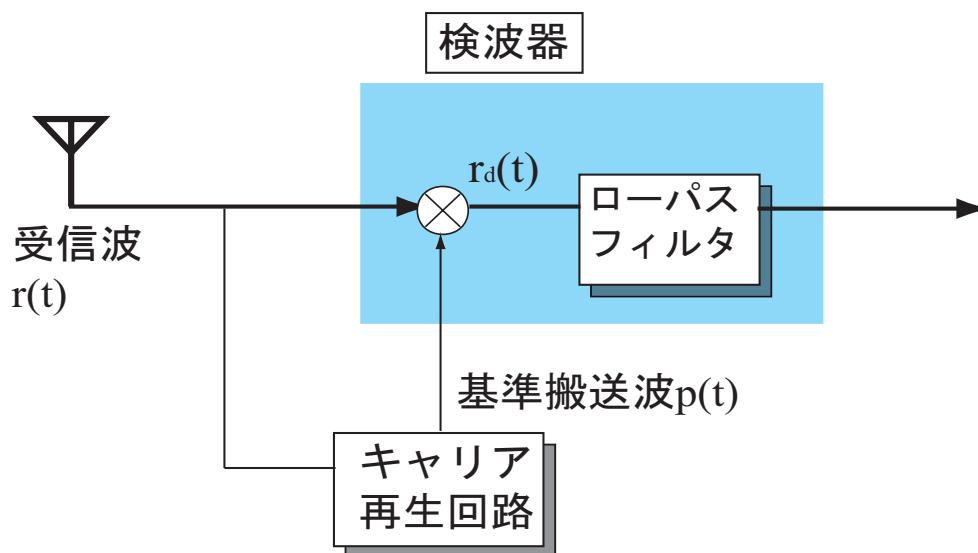 検波器
rd(t)
ローパス
フィルタ
受信波
r(t)
基準搬送波p(t)
キャリア
再生回路